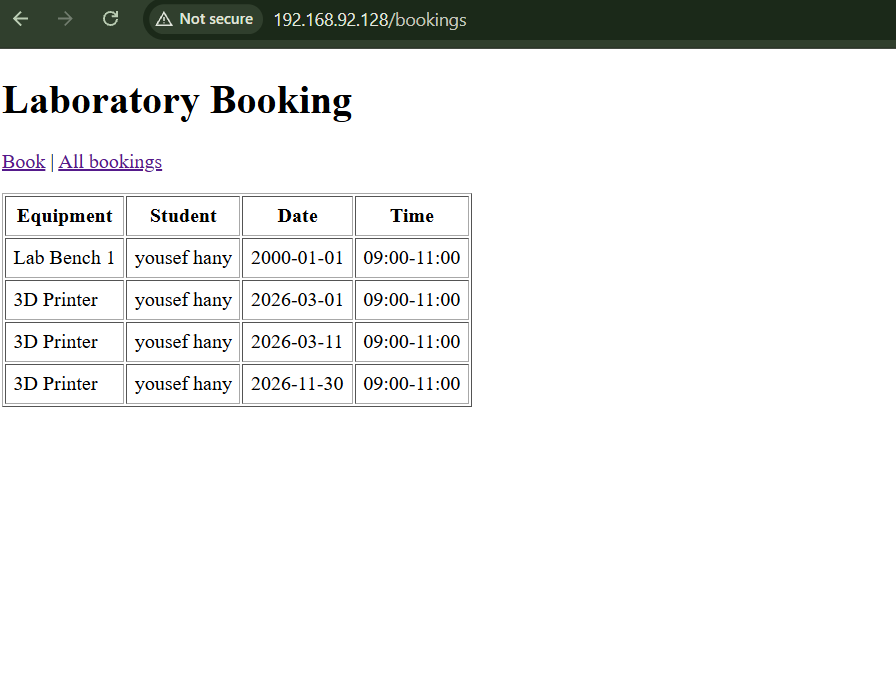 Not secure 192.168.92.128/bookings
Laboratory Booking
Book | All bookings
Equipment Student Date Time
Lab Bench 1 yousef hany 2000-01-01 09:00-11:00
3D Printer yousef hany 2026-03-01 09:00-11:00
3D Printer yousef hany 2026-03-11 09:00-11:00
3D Printer yousef hany 2026-11-30 09:00-11:00